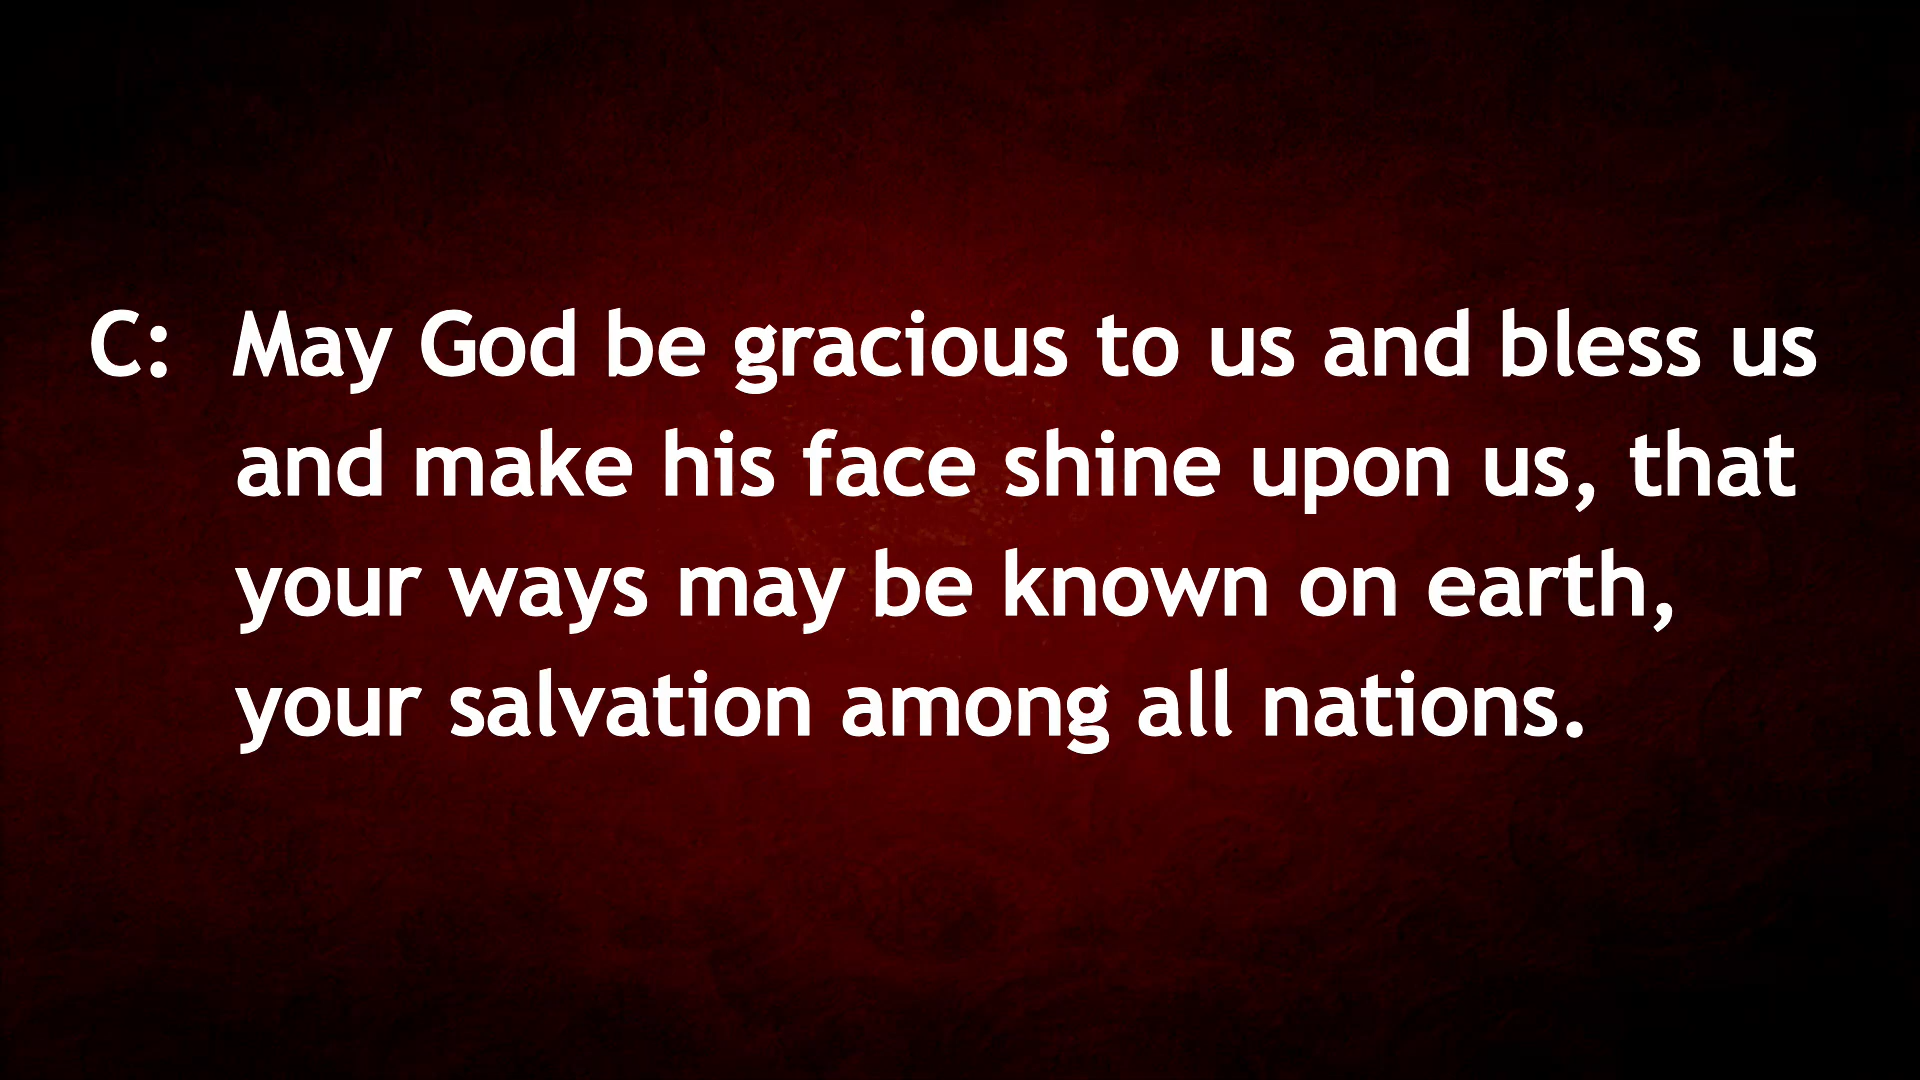 C: May God be gracious to us and bless us
and make his face shine upon us, that
your ways may be known on earth,
your salvation among all nations.